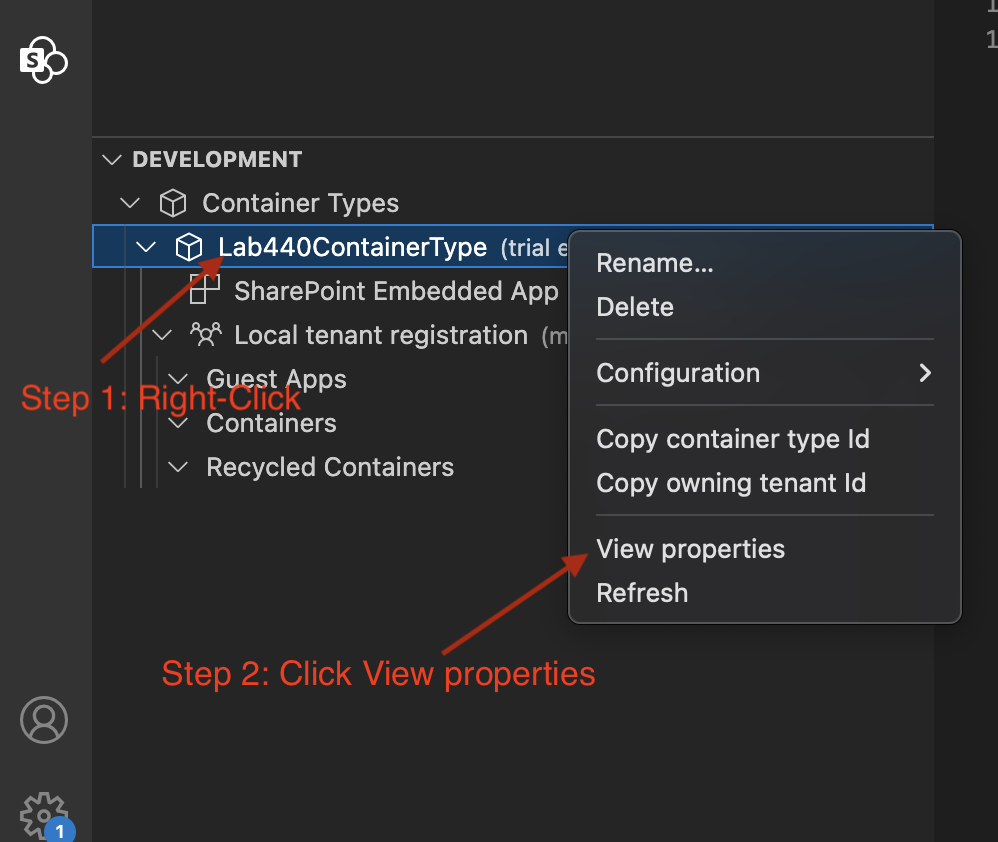 S
1
1
DEVELOPMENT
Container Types
Lab440ContainerType (trial e
SharePoint Embedded App
Local tenant registration (m
Guest Apps
Step 1: Right-Click
Containers
Recycled Containers
Rename...
Delete
Configuration
Copy container type Id
Copy owning tenant Id
View properties
Refresh
Step 2: Click View properties
1